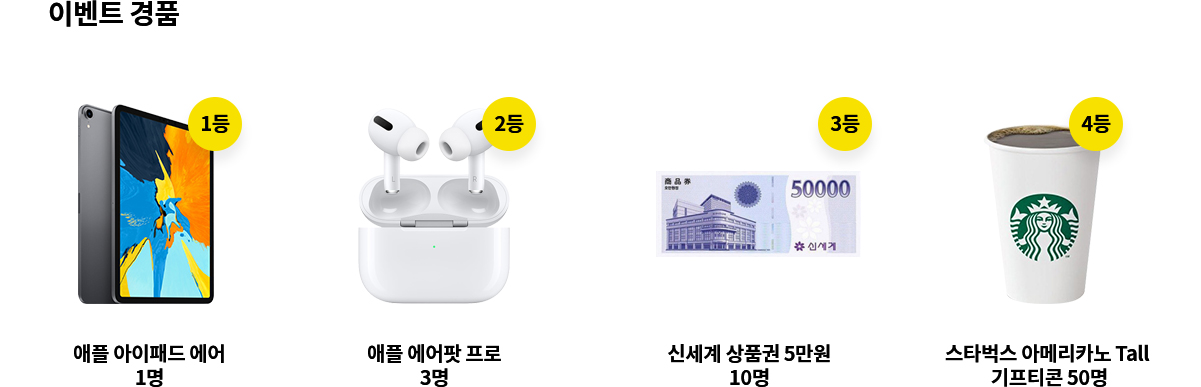 이벤트 경품
1등
2등
3등
4등
商品券
50000
신세계
애플 아이패드 에어
1명
애플 에어팟 프로
3명
신세계 상품권 5만원
10명
스타벅스 아메리카노 Tall
기프티콘 50명